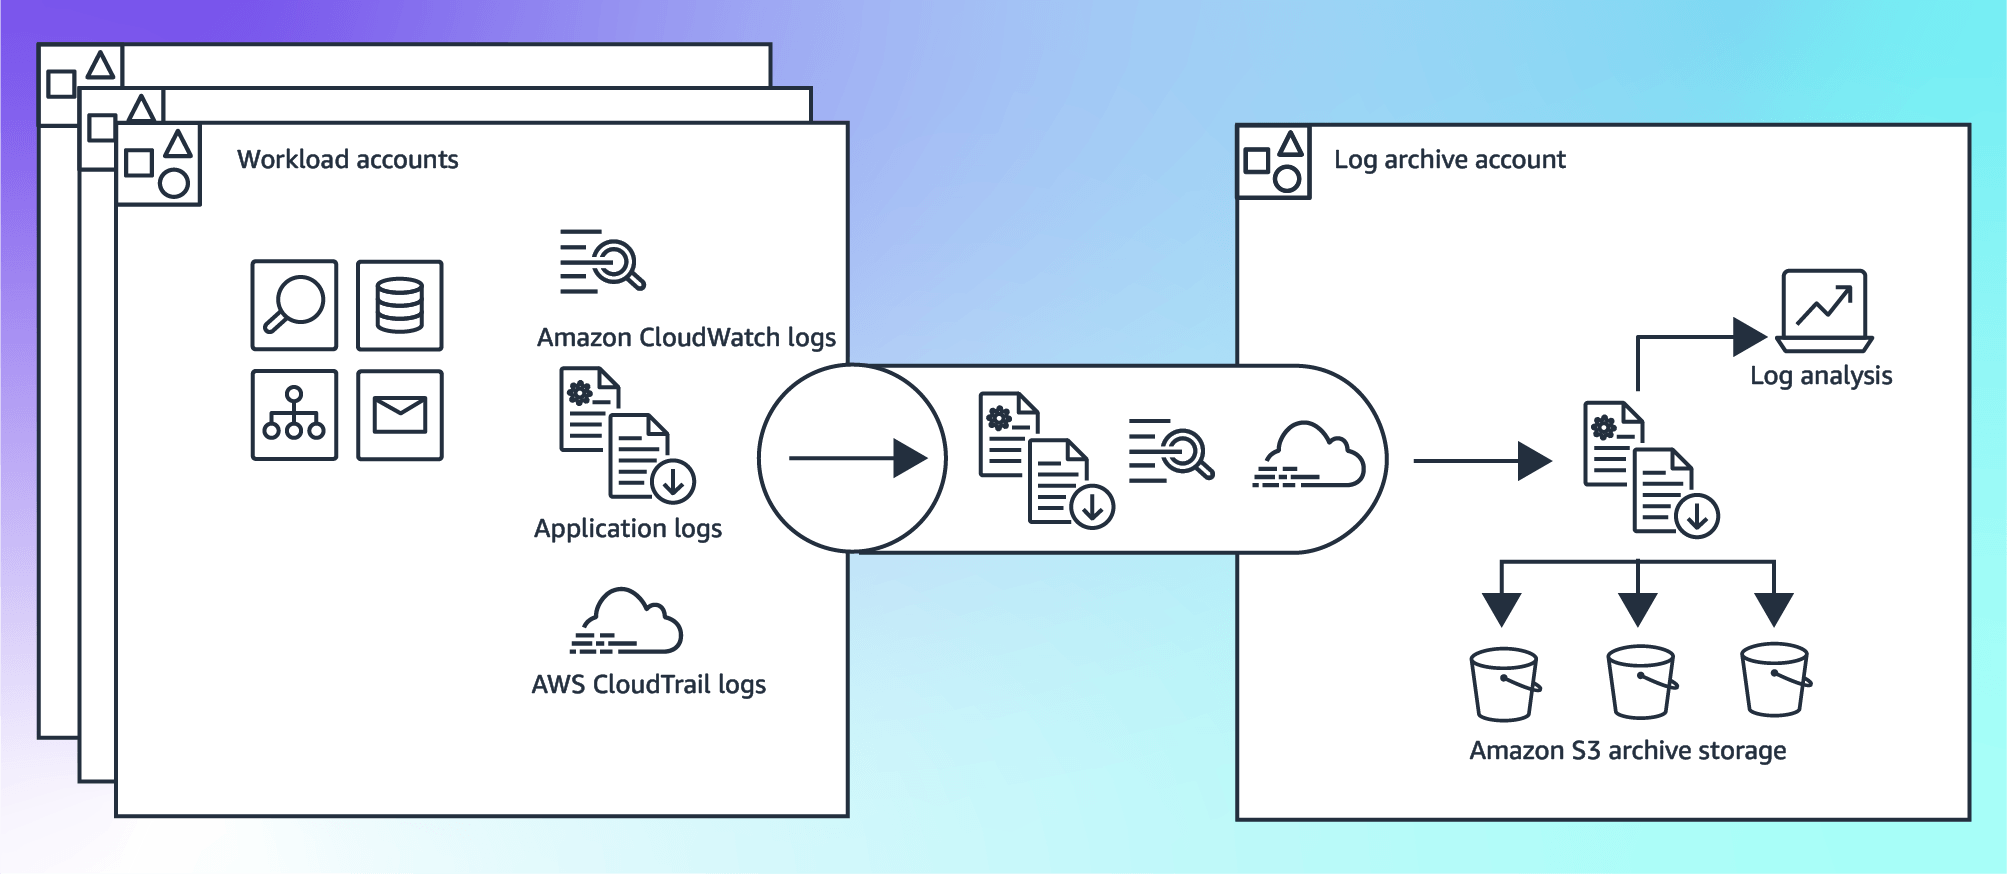 Workload accounts
Amazon CloudWatch logs
Application logs
AWS CloudTrail logs
Log archive account
Log analysis
Amazon S3 archive storage